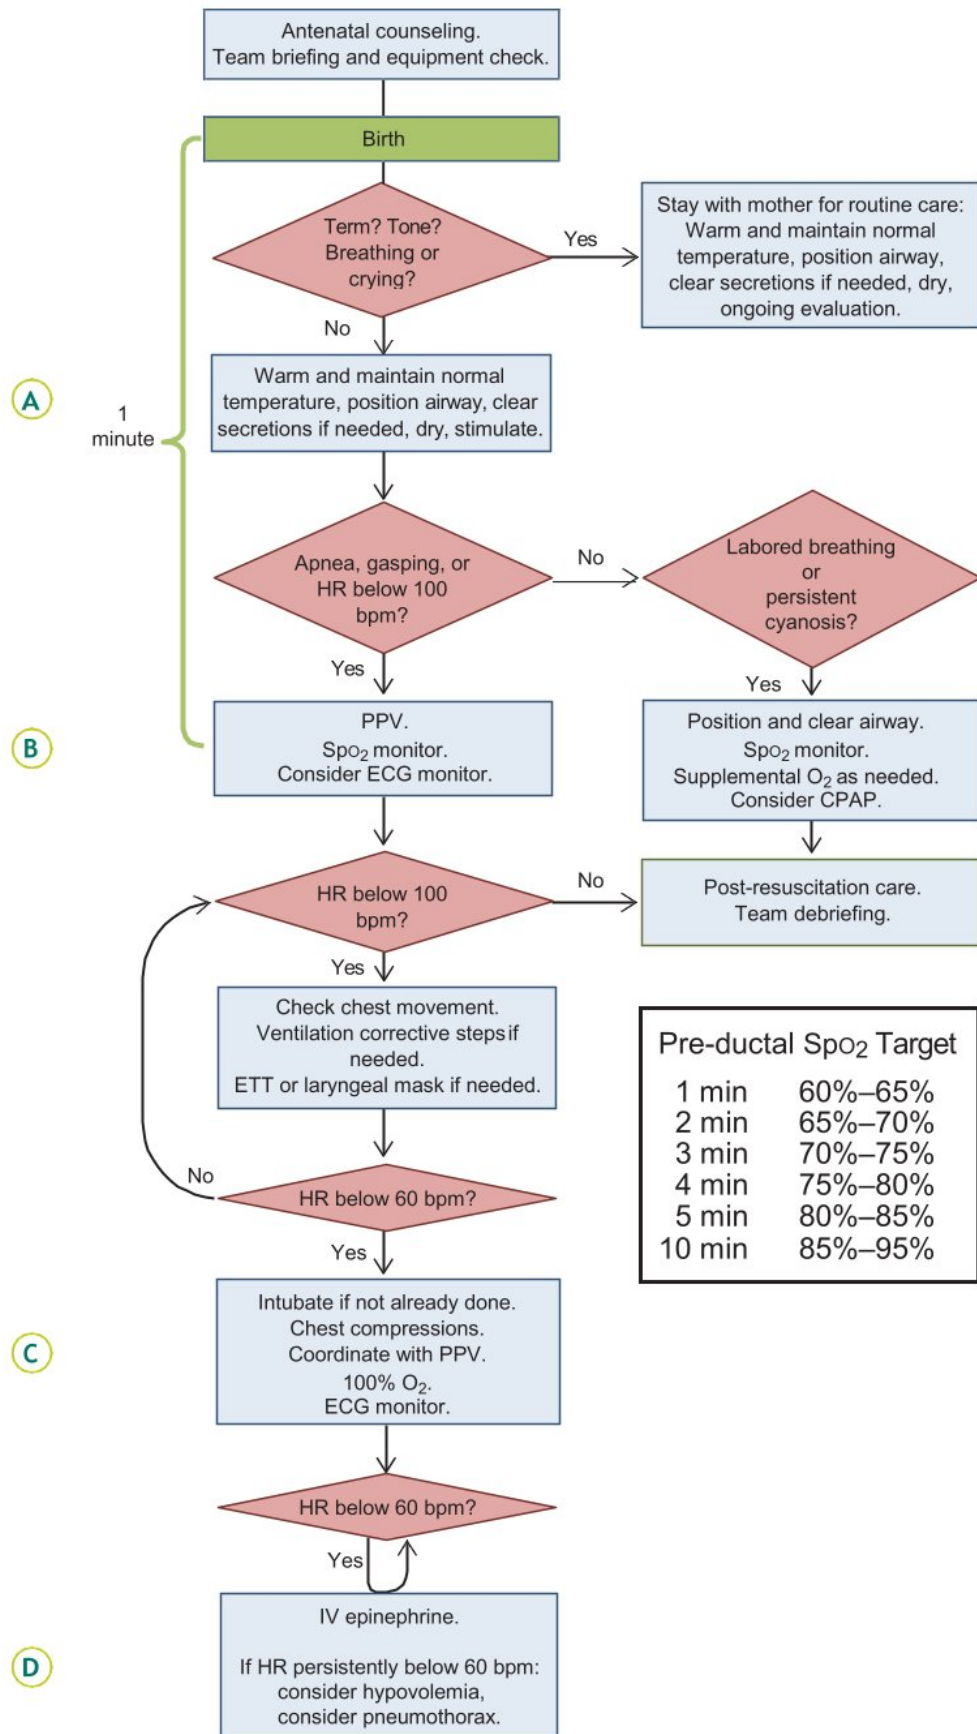 Antenatal counseling.
Team briefing and equipment check.
Birth
Term? Tone?
Breathing or
crying?
Yes
Stay with mother for routine care:
Warm and maintain normal
temperature, position airway,
clear secretions if needed, dry,
ongoing evaluation.
No
A
1
minute
Warm and maintain normal
temperature, position airway, clear
secretions if needed, dry, stimulate.
Apnea, gasping, or
HR below 100
bpm?
No
Labored breathing
or
persistent
cyanosis?
Yes
Yes
B
PPV.
SpO₂ monitor.
Consider ECG monitor.
Position and clear airway.
SpO₂ monitor.
Supplemental O₂ as needed.
Consider CPAP.
HR below 100
bpm?
No
Post-resuscitation care.
Team debriefing.
Yes
Check chest movement.
Ventilation corrective steps if
needed.
ETT or laryngeal mask if needed.
Pre-ductal SpO₂ Target
1 min 60%–65%
2 min 65%–70%
3 min 70%–75%
4 min 75%–80%
5 min 80%–85%
10 min 85%–95%
No
HR below 60 bpm?
Yes
C
Intubate if not already done.
Chest compressions.
Coordinate with PPV.
100% O₂.
ECG monitor.
HR below 60 bpm?
Yes
D
IV epinephrine.
If HR persistently below 60 bpm:
consider hypovolemia,
consider pneumothorax.